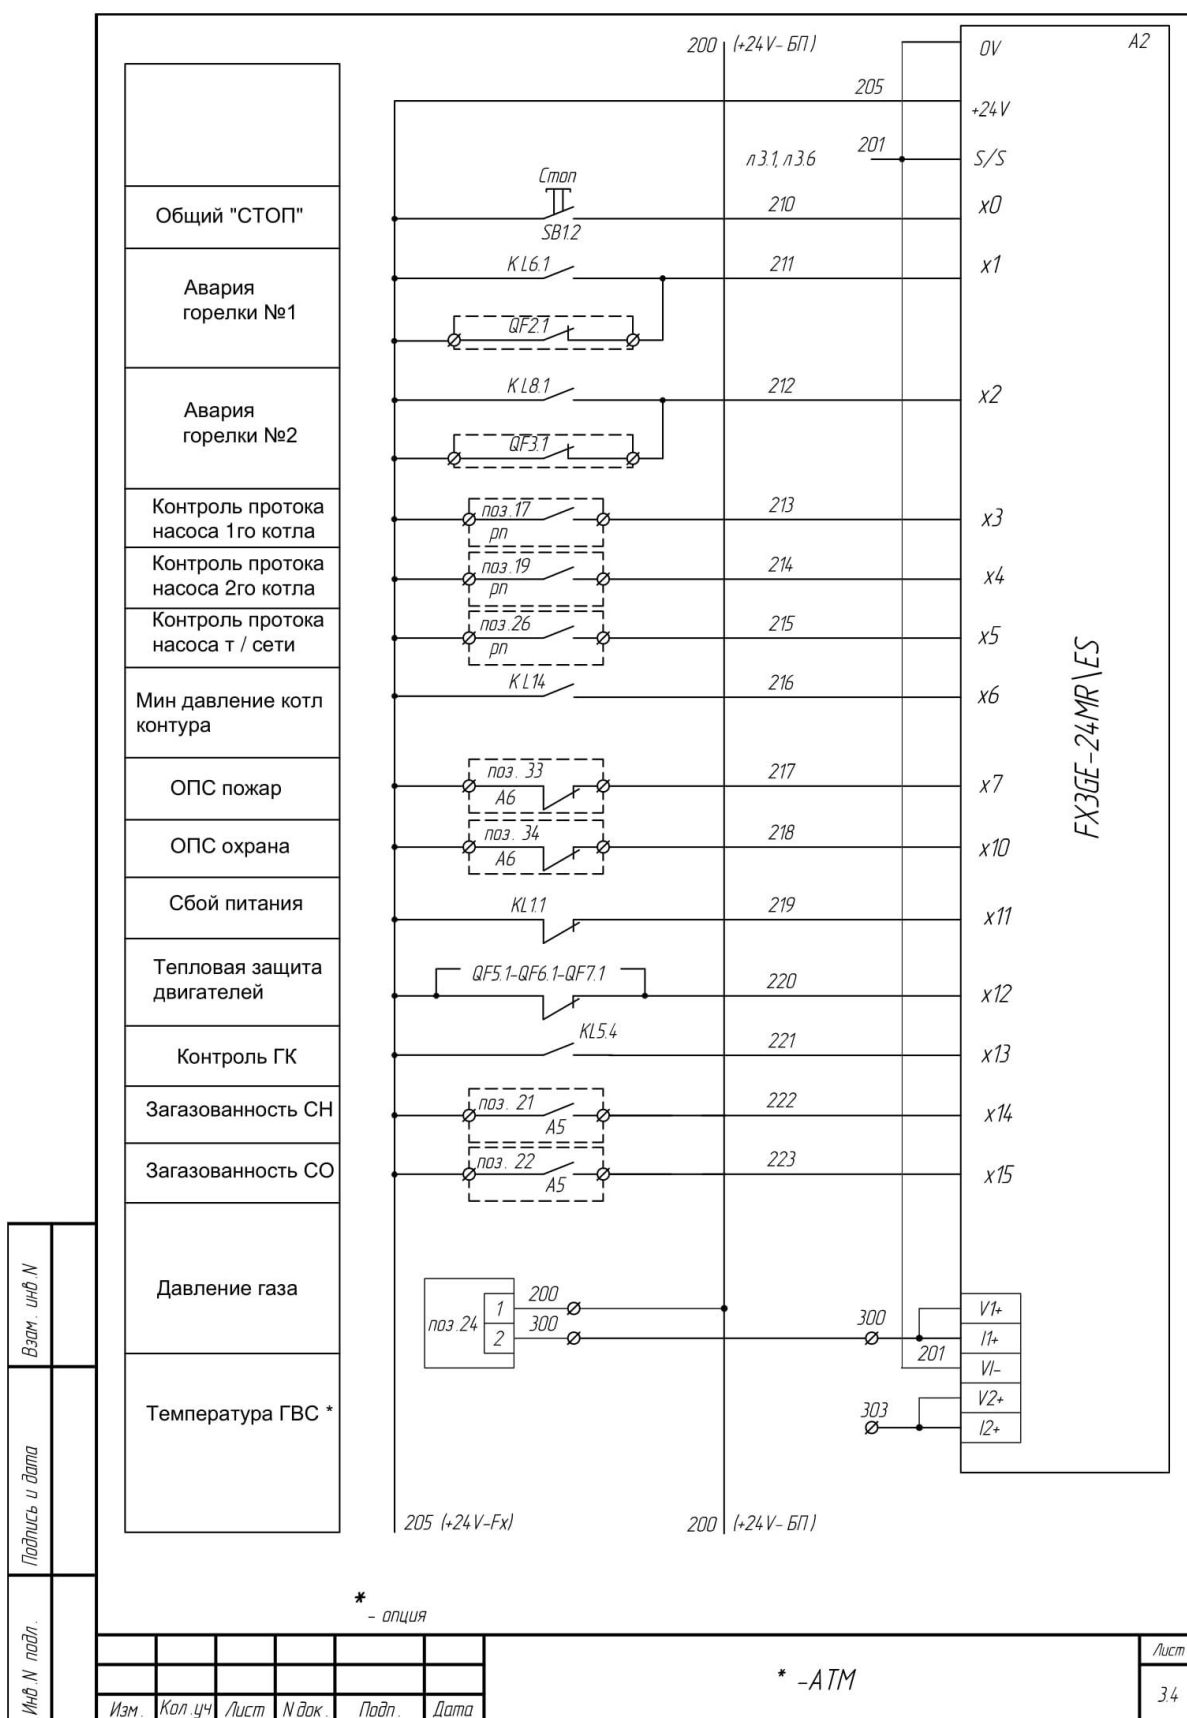 200 (+24V- БП)
0V
A2
205
+24V
л 3.1, л 3.6
201
S/S
Стоп
Общий "СТОП"
210
x0
SB1.2
KL6.1
211
x1
Авария
горелки №1
QF2.1
KL8.1
212
x2
Авария
горелки №2
QF3.1
Контроль протока
насоса 1го котла
поз.17
рп
213
x3
Контроль протока
насоса 2го котла
поз.19
рп
214
x4
Контроль протока
насоса т / сети
поз.26
рп
215
x5
FX3GE-24MR\ES
Мин давление котл
контура
KL14
216
x6
ОПС пожар
поз. 33
A6
217
x7
ОПС охрана
поз. 34
A6
218
x10
Сбой питания
KL1.1
219
x11
Тепловая защита
двигателей
QF5.1-QF6.1-QF7.1
220
x12
Контроль ГК
KL5.4
221
x13
Загазованность СН
поз. 21
A5
222
x14
Загазованность СО
поз. 22
A5
223
x15
Давление газа
поз.24
1
200
2
300
300
V1+
I1+
201
VI-
Температура ГВС *
303
V2+
I2+
205 (+24V-Fx)
200 (+24V- БП)
* - опция
Взам. инв.N
Подпись и дата
Инв.N подл.
Изм. Кол.уч Лист N док. Подп. Дата
* -АТМ
Лист
3.4